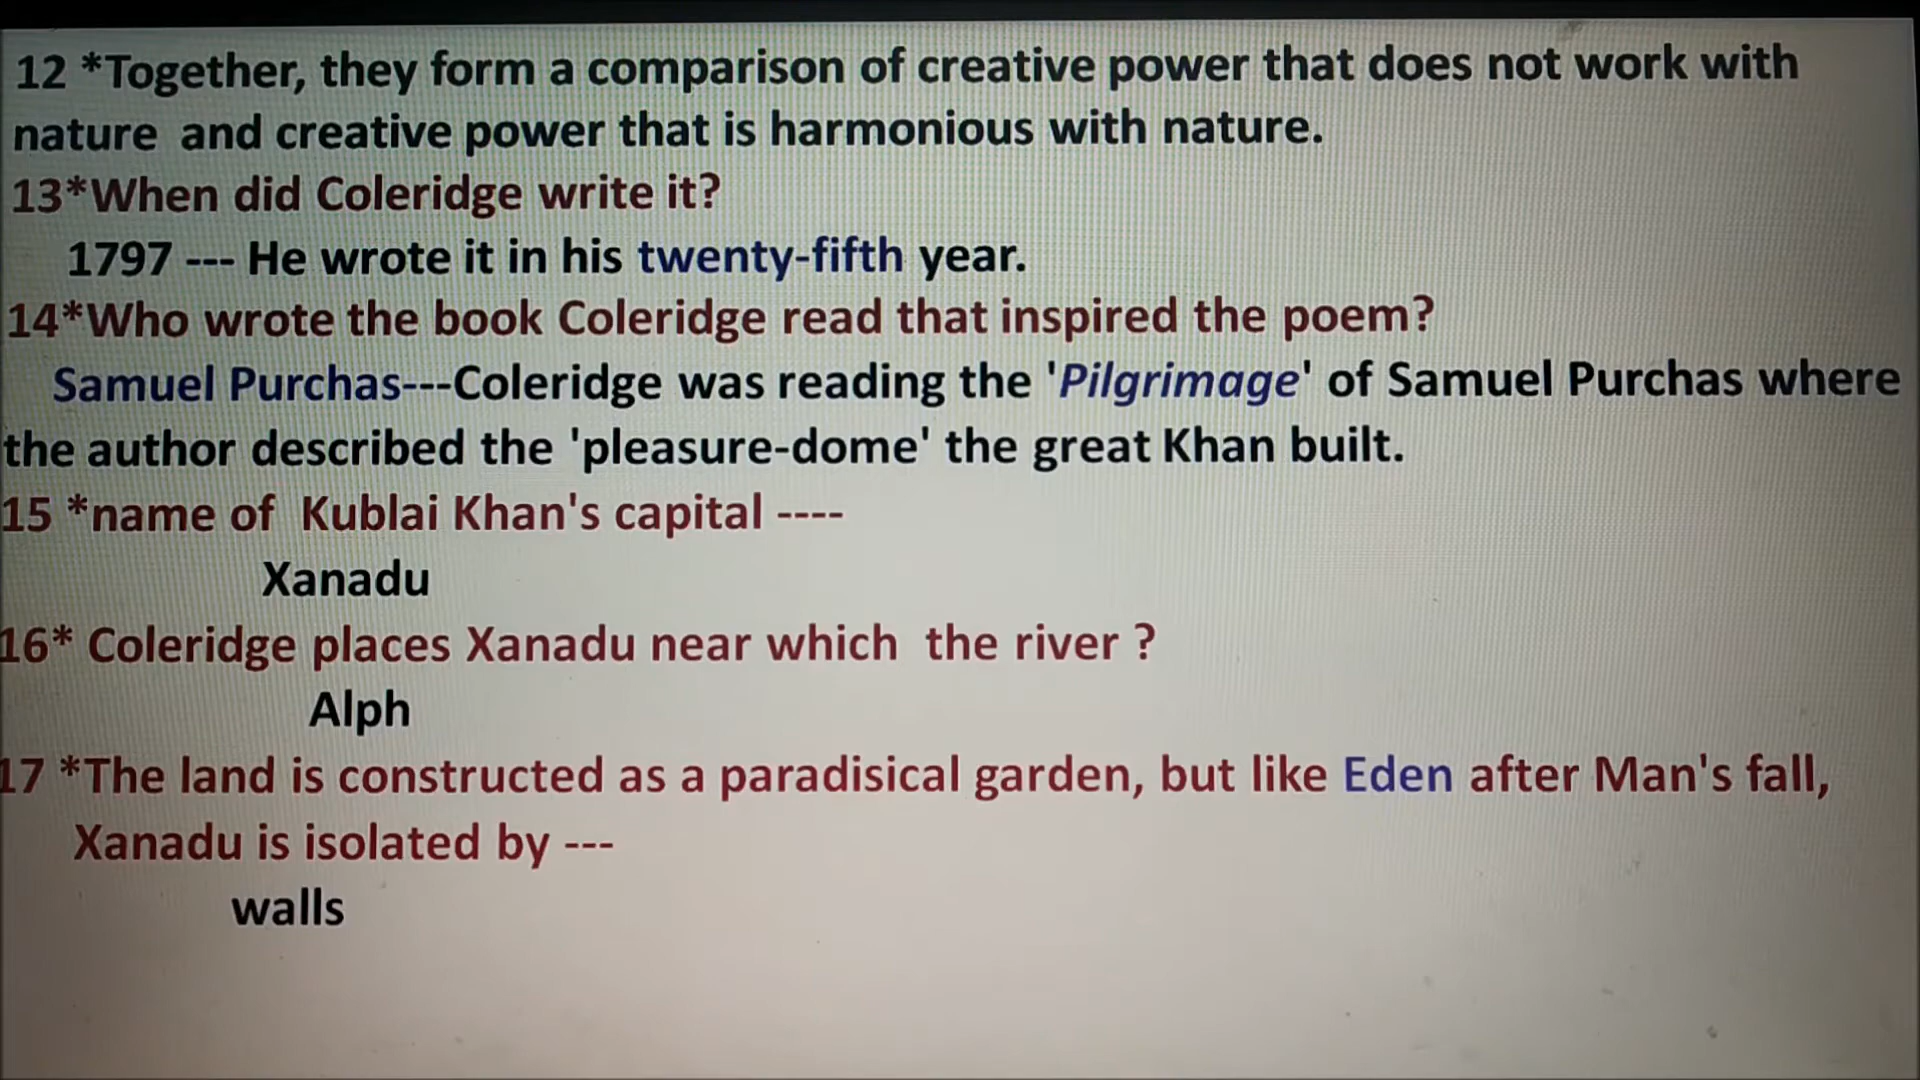 12 *Together, they form a comparison of creative power that does not work with
nature and creative power that is harmonious with nature.
13*When did Coleridge write it?
1797 --- He wrote it in his twenty-fifth year.
14*Who wrote the book Coleridge read that inspired the poem?
Samuel Purchas---Coleridge was reading the 'Pilgrimage' of Samuel Purchas where
the author described the 'pleasure-dome' the great Khan built.
15 *name of Kublai Khan's capital ----
Xanadu
16* Coleridge places Xanadu near which the river ?
Alph
17 *The land is constructed as a paradisical garden, but like Eden after Man's fall,
Xanadu is isolated by ---
walls